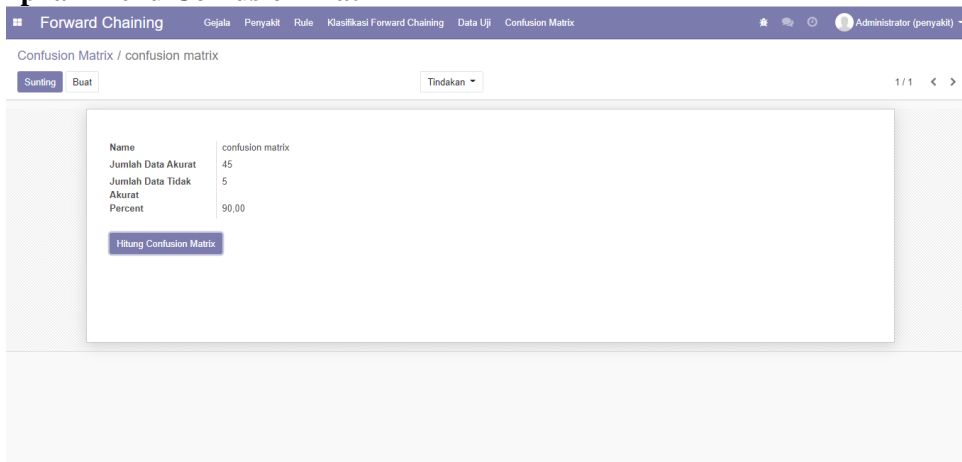 Forward Chaining Gejala Penyakit Rule Klasifikasi Forward Chaining Data Uji Confusion Matrix Administrator (penyakit)
Confusion Matrix / confusion matrix
Sunting Buat Tindakan 1 / 1
Name confusion matrix
Jumlah Data Akurat 45
Jumlah Data Tidak 5
Akurat
Percent 90,00
Hitung Confusion Matrix